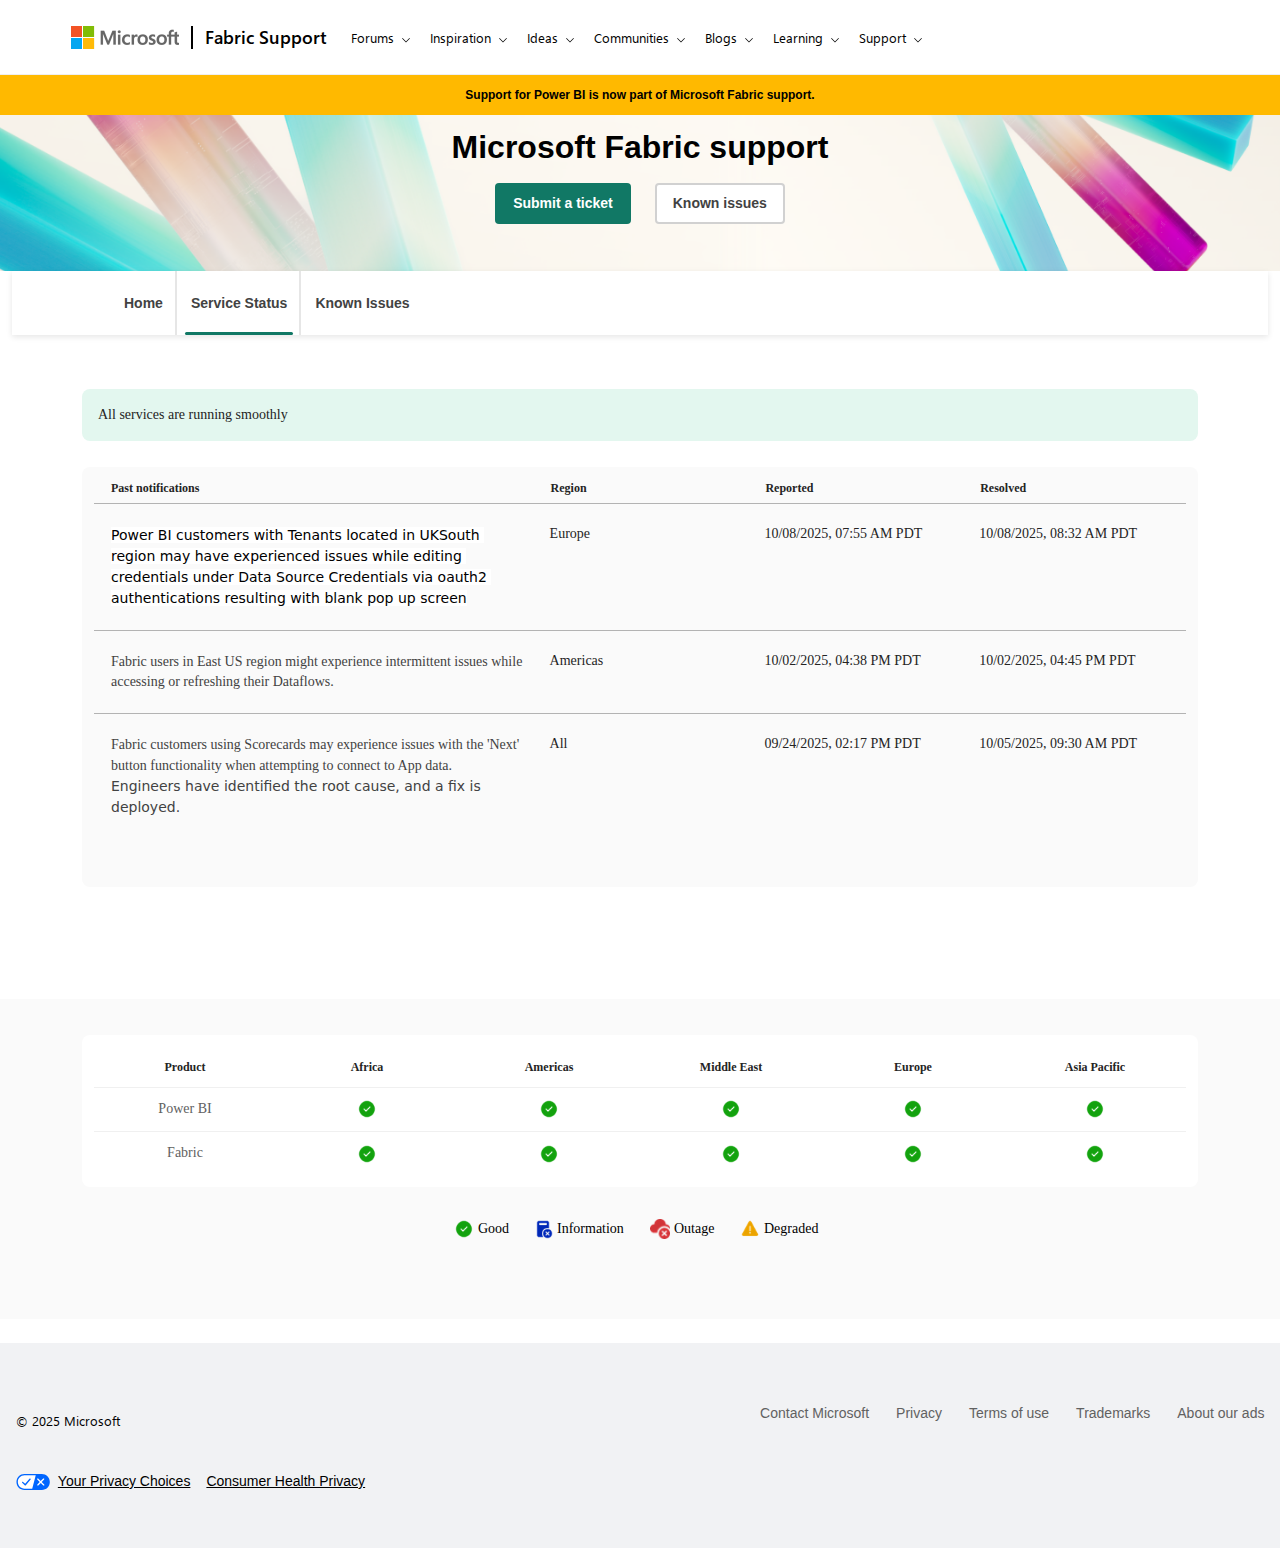 Microsoft Fabric Support Forums Inspiration Ideas Communities Blogs Learning Support
Support for Power BI is now part of Microsoft Fabric support.
Microsoft Fabric support
Submit a ticket Known issues
Home Service Status Known Issues
All services are running smoothly
Past notifications Region Reported Resolved
Power BI customers with Tenants located in UKSouth Europe 10/08/2025, 07:55 AM PDT 10/08/2025, 08:32 AM PDT
region may have experienced issues while editing
credentials under Data Source Credentials via oauth2
authentications resulting with blank pop up screen
Fabric users in East US region might experience intermittent issues while Americas 10/02/2025, 04:38 PM PDT 10/02/2025, 04:45 PM PDT
accessing or refreshing their Dataflows.
Fabric customers using Scorecards may experience issues with the 'Next' All 09/24/2025, 02:17 PM PDT 10/05/2025, 09:30 AM PDT
button functionality when attempting to connect to App data.
Engineers have identified the root cause, and a fix is
deployed.
Product Africa Americas Middle East Europe Asia Pacific
Power BI
Fabric
Good Information Outage Degraded
Contact Microsoft Privacy Terms of use Trademarks About our ads
© 2025 Microsoft
Your Privacy Choices Consumer Health Privacy